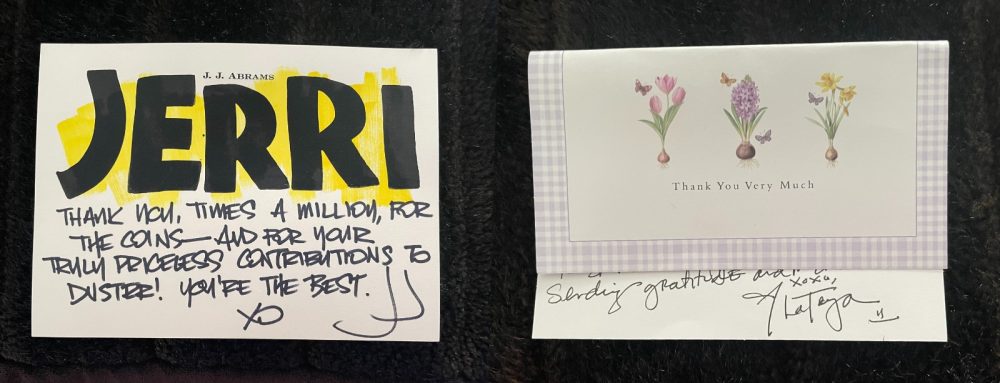 J. J. ABRAMS
JERRI
THANK YOU, TIMES A MILLION, FOR
THE COINS—AND FOR YOUR
TRULY PRICELESS CONTRIBUTIONS TO
DUSTER! YOU'RE THE BEST.
XO JJ
Thank You Very Much
Sending gratitude and
xoxo,
LaToya